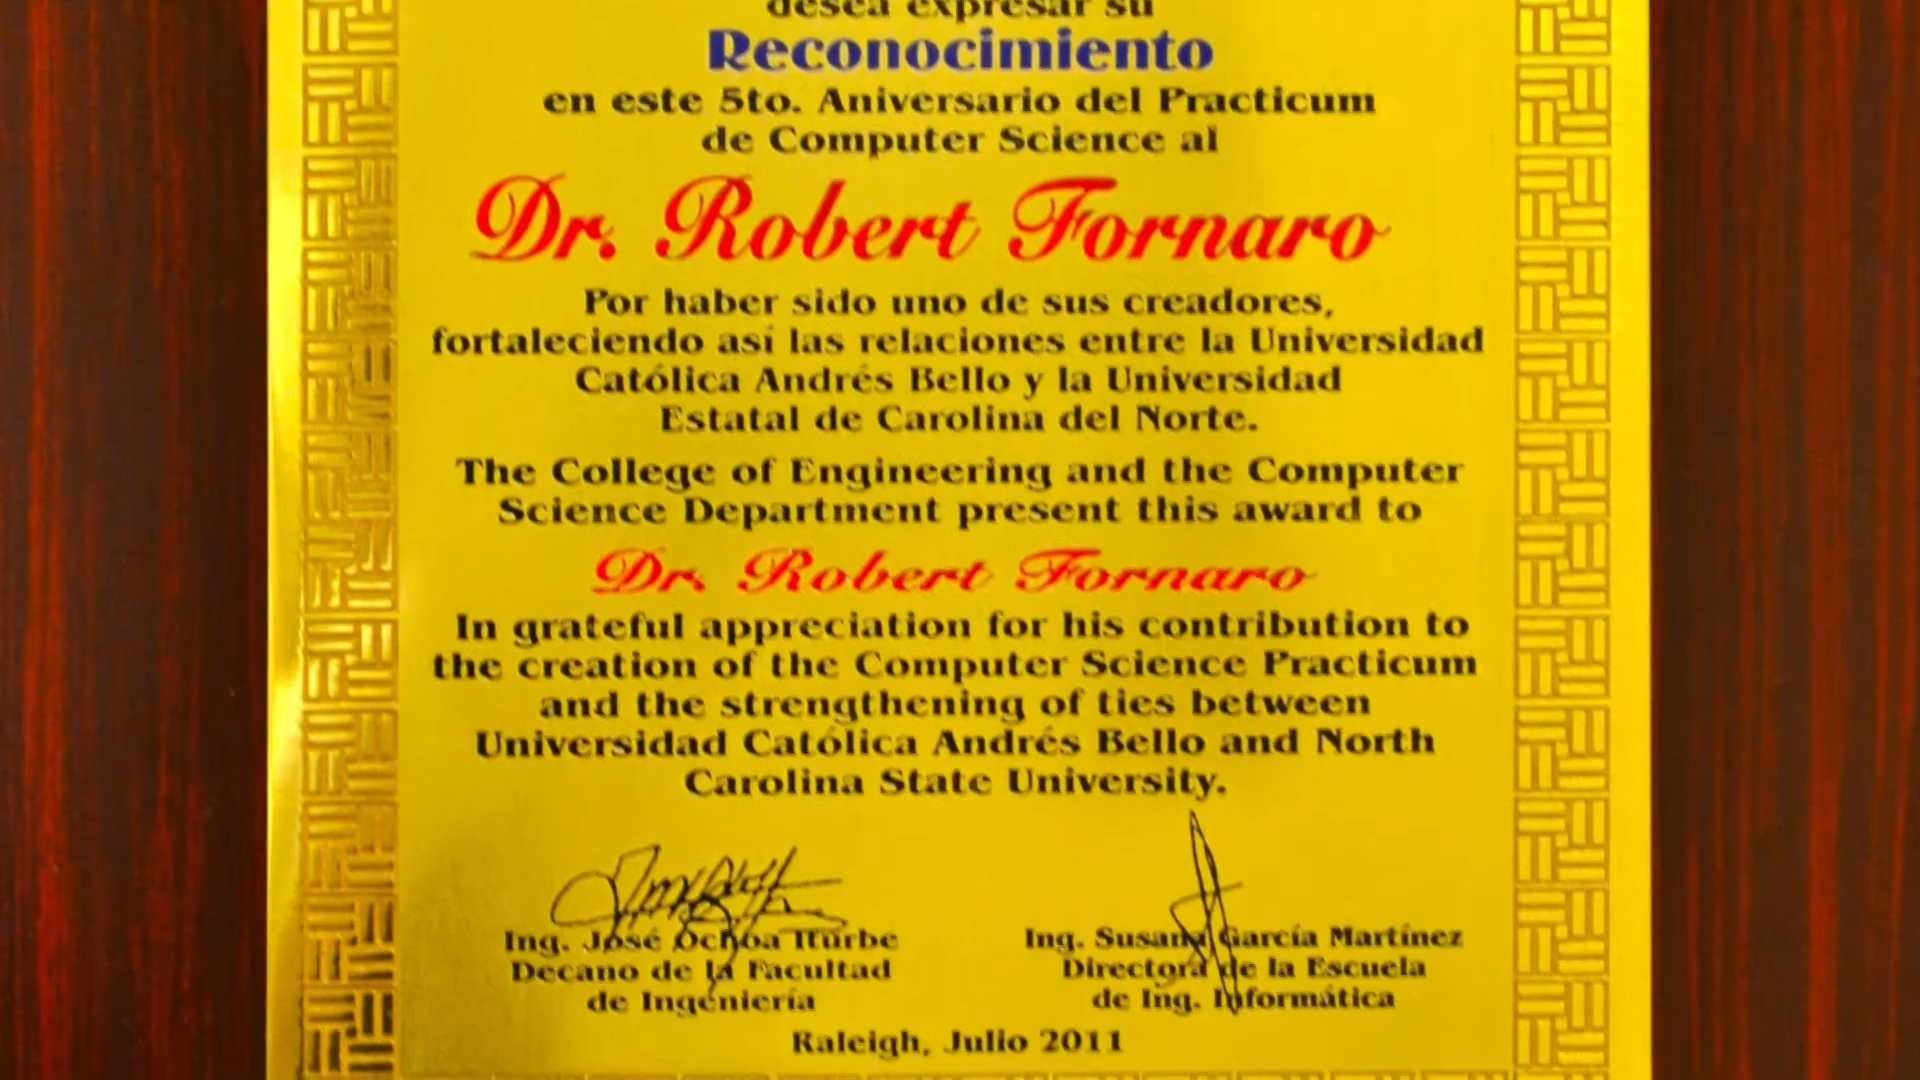 desea expresar su
Reconocimiento
en este 5to. Aniversario del Practicum
de Computer Science al
Dr. Robert Fornaro
Por haber sido uno de sus creadores,
fortaleciendo así las relaciones entre la Universidad
Católica Andrés Bello y la Universidad
Estatal de Carolina del Norte.
The College of Engineering and the Computer
Science Department present this award to
Dr. Robert Fornaro
In grateful appreciation for his contribution to
the creation of the Computer Science Practicum
and the strengthening of ties between
Universidad Católica Andrés Bello and North
Carolina State University.
Ing. José Ochoa Iturbe
Decano de la Facultad
de Ingeniería
Ing. Susana García Martínez
Directora de la Escuela
de Ing. Informática
Raleigh, Julio 2011